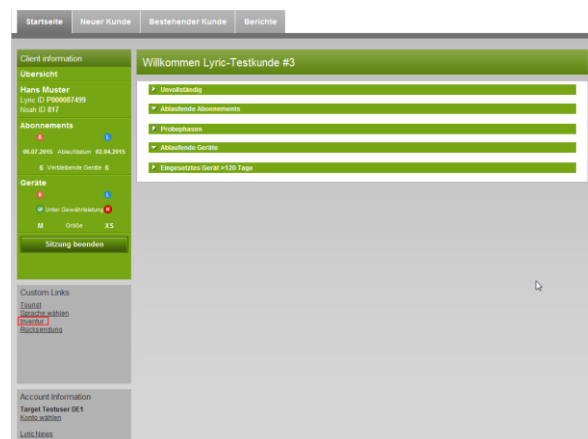 Startseite
Neuer Kunde
Bestehender Kunde
Berichte
Client information
Übersicht
Hans Muster
Lyric ID P000087499
Noah ID 817
Abonnements
R L
06.07.2015 Ablaufdatum 02.04.2015
6 Verbleibende Geräte 6
Geräte
R L
Unter Gewährleistung
M Größe XS
Sitzung beenden
Custom Links
Tourist
Sprache wählen
Inventur
Rücksendung
Account Information
Target Testuser DE1
Konto wählen
Lyric News
Willkommen Lyric-Testkunde #3
Unvollständig
Ablaufende Abonnements
Probephasen
Ablaufende Geräte
Eingesetztes Gerät >120 Tage